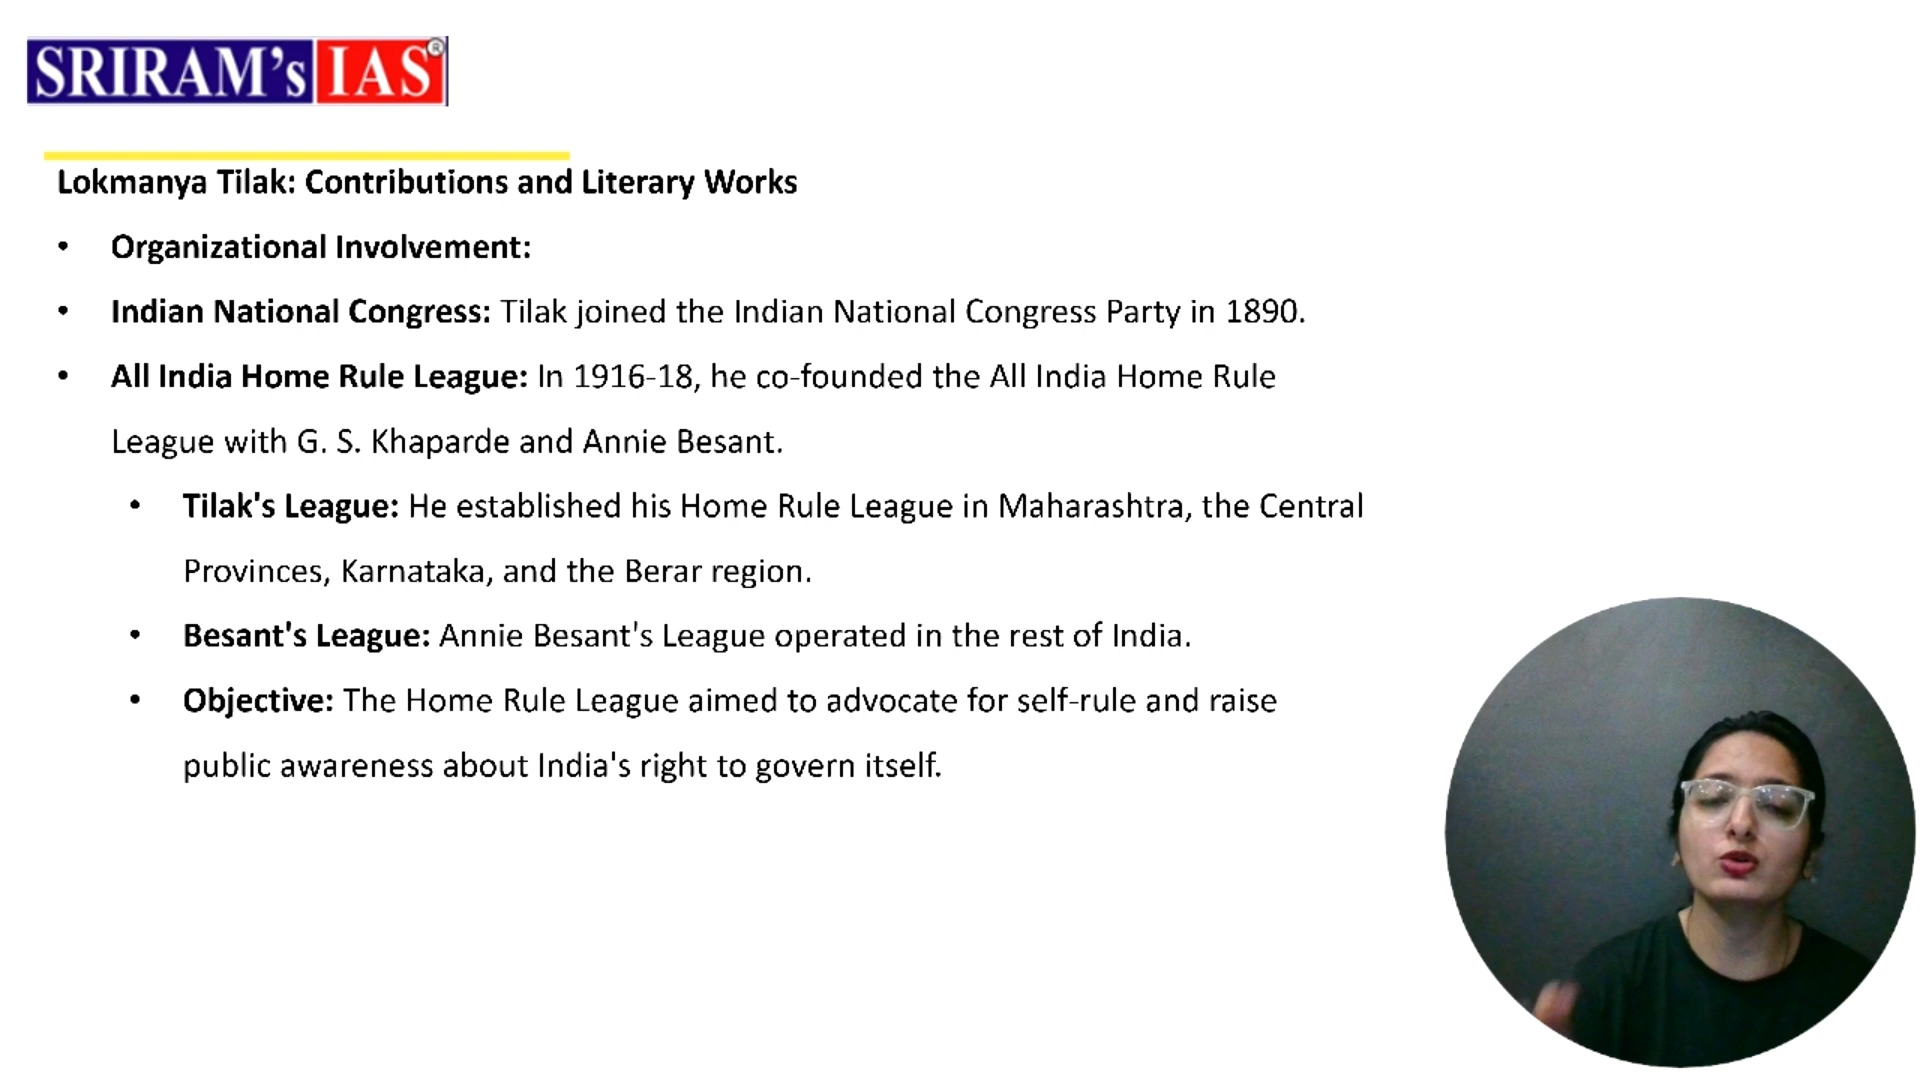 SRIRAM's IAS®
Lokmanya Tilak: Contributions and Literary Works
• Organizational Involvement:
• Indian National Congress: Tilak joined the Indian National Congress Party in 1890.
• All India Home Rule League: In 1916-18, he co-founded the All India Home Rule
League with G. S. Khaparde and Annie Besant.
• Tilak's League: He established his Home Rule League in Maharashtra, the Central
Provinces, Karnataka, and the Berar region.
• Besant's League: Annie Besant's League operated in the rest of India.
• Objective: The Home Rule League aimed to advocate for self-rule and raise
public awareness about India's right to govern itself.